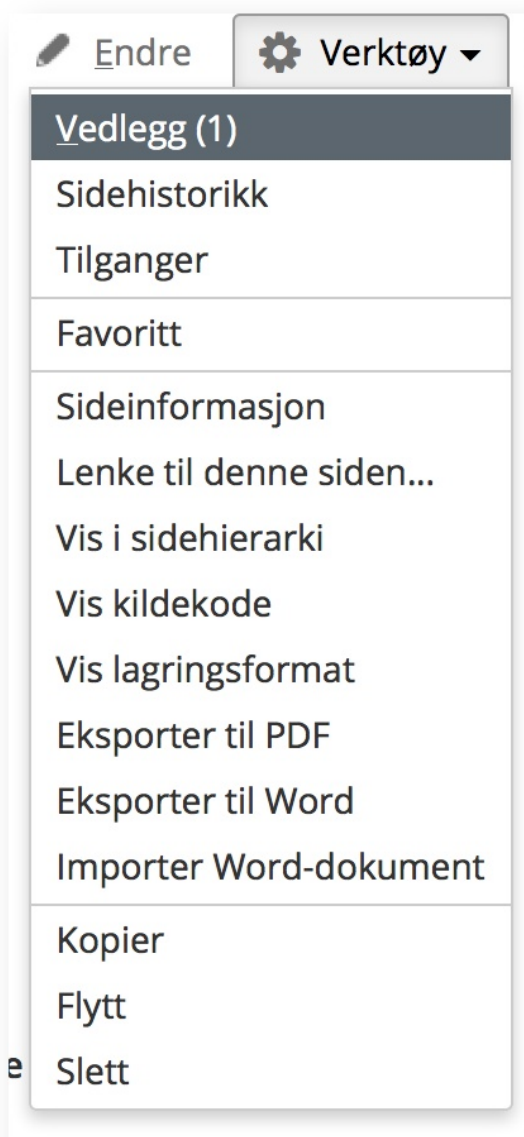 Endre Verktøy
Vedlegg (1)
Sidehistorikk
Tilganger
Favoritt
Sideinformasjon
Lenke til denne siden...
Vis i sidehierarki
Vis kildekode
Vis lagringsformat
Eksporter til PDF
Eksporter til Word
Importer Word-dokument
Kopier
Flytt
e Slett